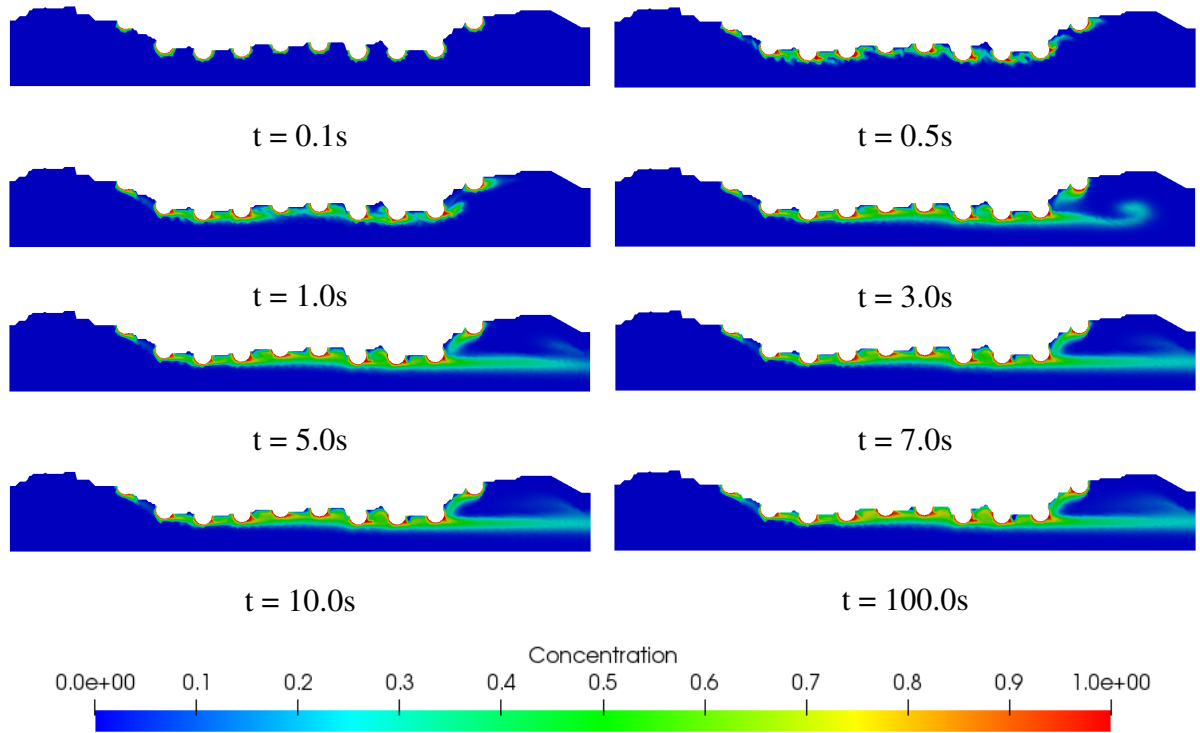 t = 0.1s
t = 0.5s
t = 1.0s
t = 3.0s
t = 5.0s
t = 7.0s
t = 10.0s
t = 100.0s
Concentration
0.0e+00 0.1 0.2 0.3 0.4 0.5 0.6 0.7 0.8 0.9 1.0e+00